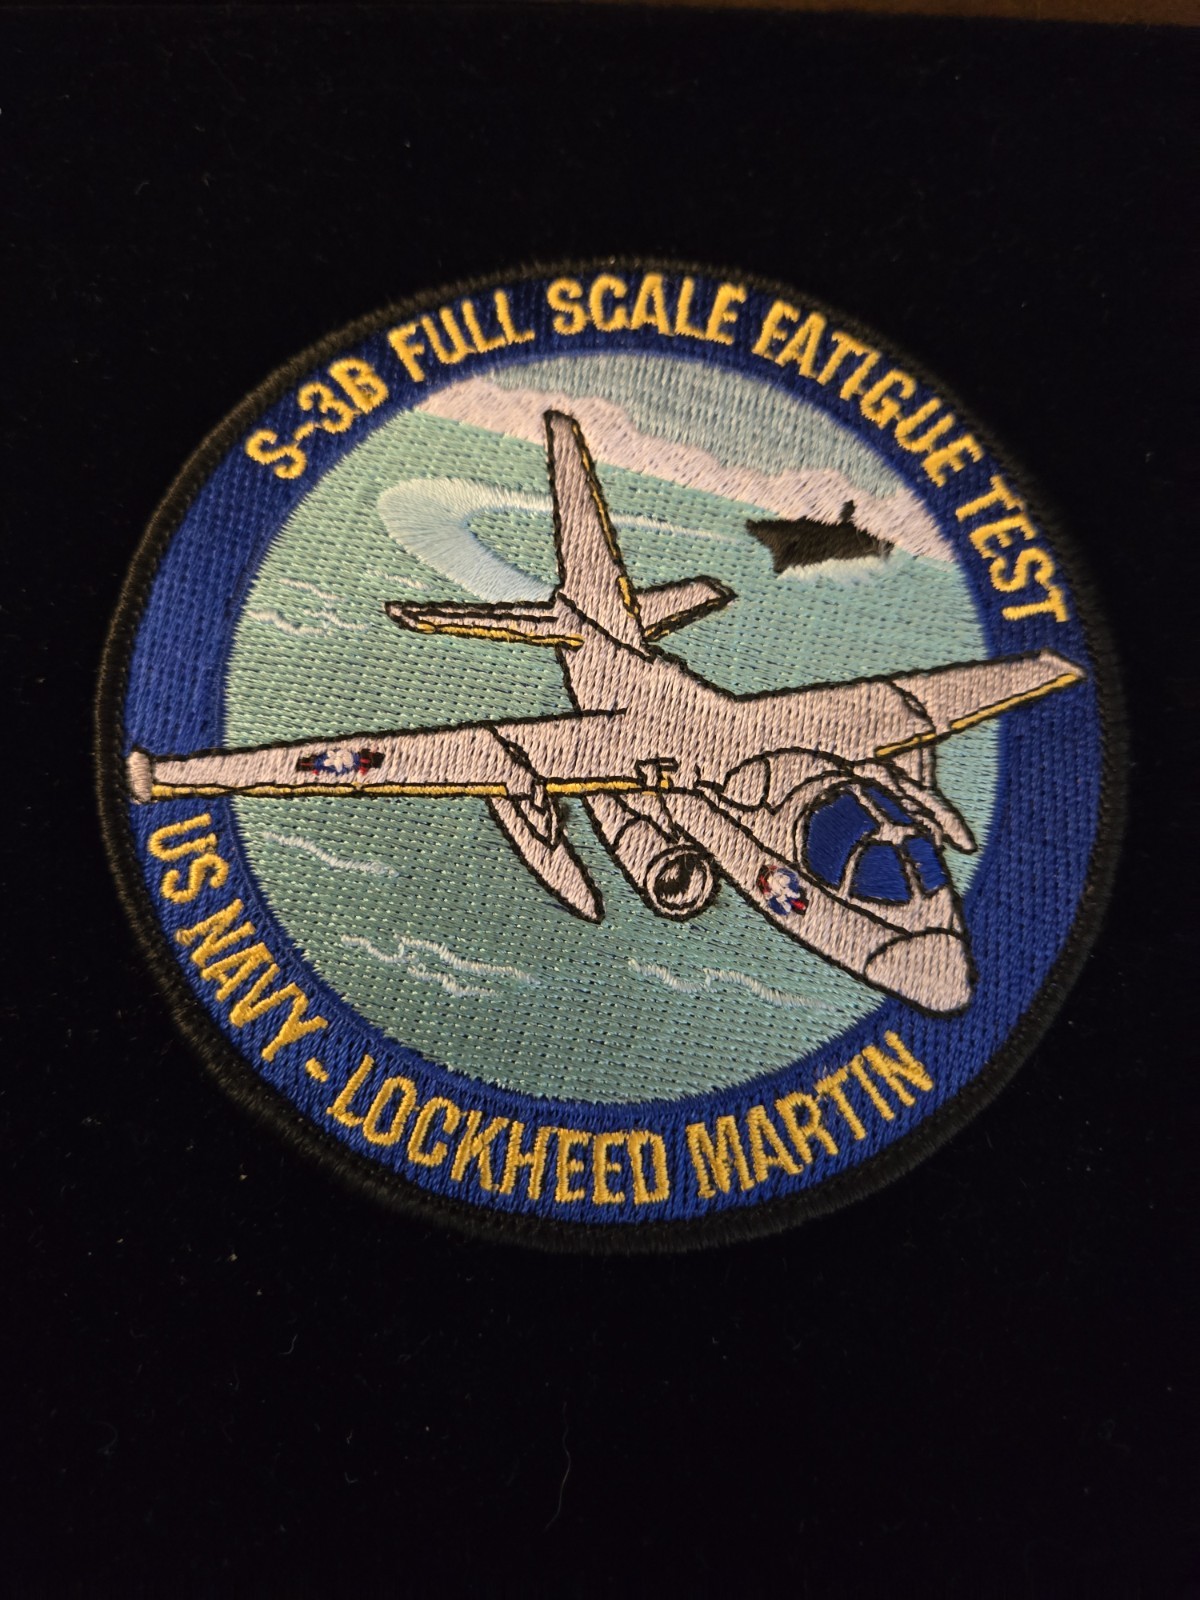 S-3B FULL SCALE FATIGUE TEST
US NAVY - LOCKHEED MARTIN